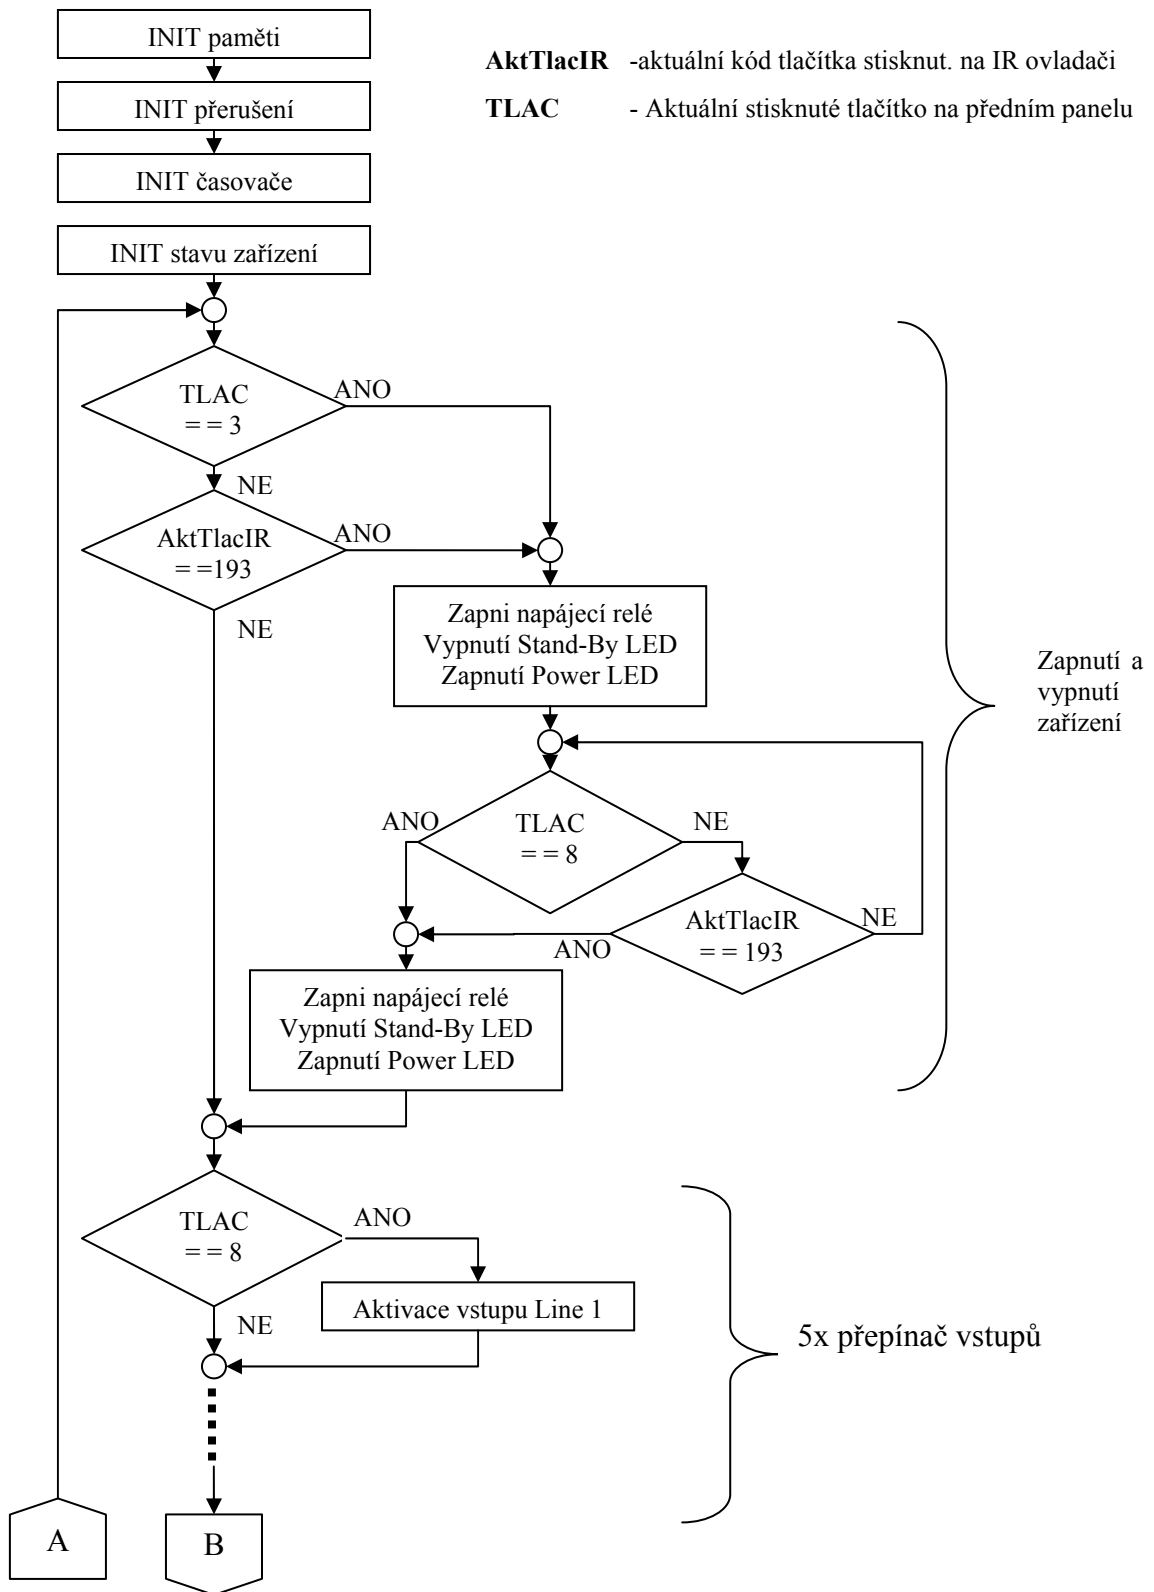 INIT paměti
AktTlacIR -aktuální kód tlačítka stisknut. na IR ovladači
INIT přerušení
TLAC - Aktuální stisknuté tlačítko na předním panelu
INIT časovače
INIT stavu zařízení
TLAC
= = 3
ANO
NE
AktTlacIR
= =193
ANO
NE
Zapni napájecí relé
Vypnutí Stand-By LED
Zapnutí Power LED
Zapnutí a
vypnutí
zařízení
ANO
TLAC
= = 8
NE
AktTlacIR
= = 193
NE
ANO
Zapni napájecí relé
Vypnutí Stand-By LED
Zapnutí Power LED
TLAC
= = 8
ANO
Aktivace vstupu Line 1
NE
5x přepínač vstupů
A
B